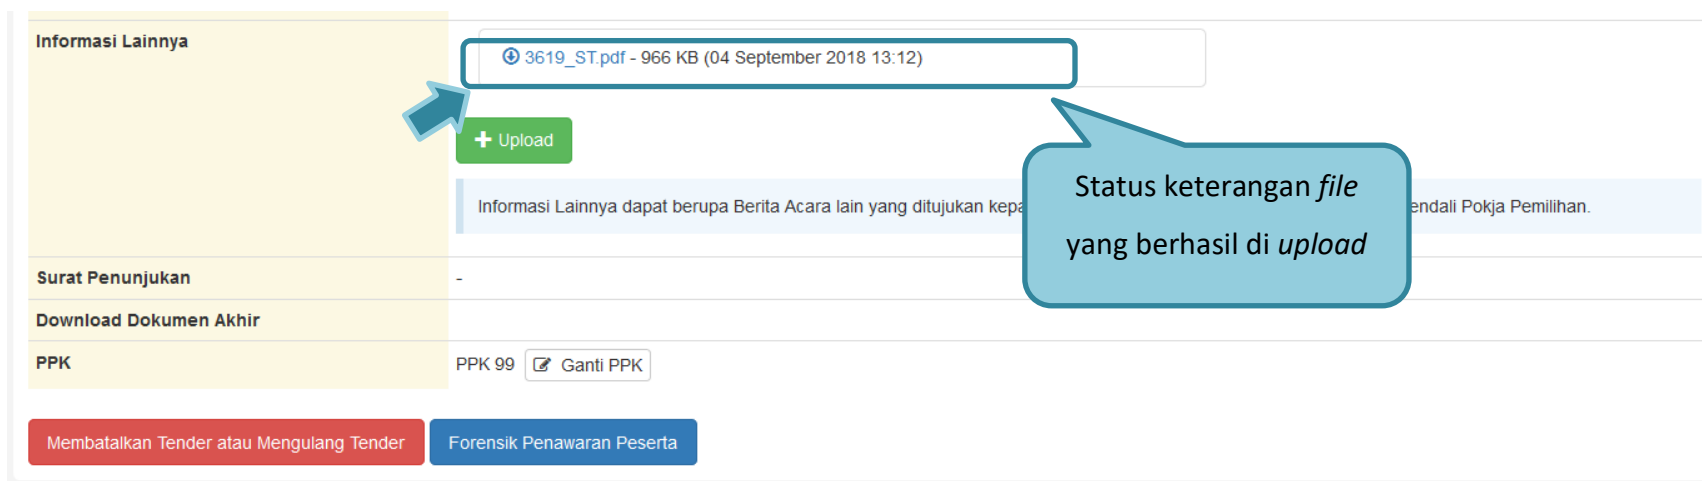 Informasi Lainnya
3619_ST.pdf - 966 KB (04 September 2018 13:12)
Upload
Informasi Lainnya dapat berupa Berita Acara lain yang ditujukan
Pokja Pemilihan.
Status keterangan file
yang berhasil di upload
Surat Penunjukan
-
Download Dokumen Akhir
PPK
PPK 99
Ganti PPK
Membatalkan Tender atau Mengulang Tender
Forensik Penawaran Peserta